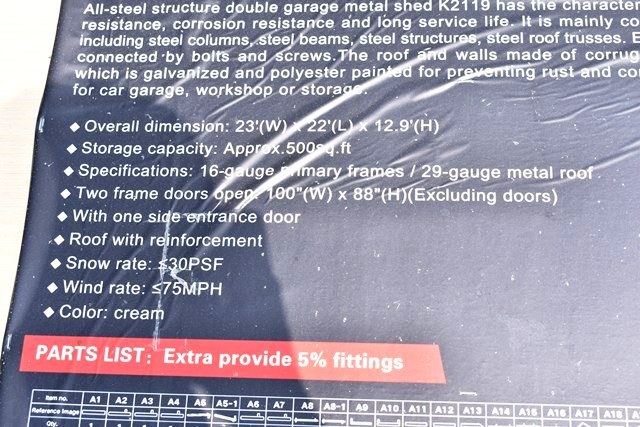 All-steel structure double garage metal shed K2119 has the
resistance, corrosion resistance and long service life. It is mainly
including steel columns, steel beams, steel structures, steel roof trusses.
connected by bolts and screws.The roof and walls made of
which is galvanized and polyester painted for preventing rust and
for car garage, workshop or storage.
◆ Overall dimension: 23'(W) x 22'(L) x 12.9'(H)
◆ Storage capacity: Approx.500sq.ft
◆ Specifications: 16-gauge primary frames / 29-gauge metal roof
◆ Two frame doors open: 100"(W) x 88"(H)(Excluding doors)
◆ With one side entrance door
◆ Roof with reinforcement
◆ Snow rate: ≤30PSF
◆ Wind rate: ≤75MPH
◆ Color: cream
PARTS LIST: Extra provide 5% fittings
Item no. A1 A2 A3 A4 A5 A5-1 A6 A7 A8 A8-1 A9 A10 A11 A12 A13 A14 A15 A16 A17 A18
Reference Image
Qty.